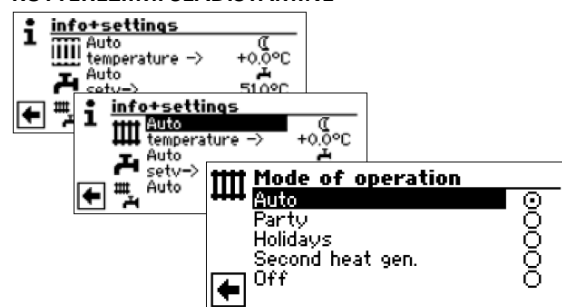 info+settings
Auto
temperature -> +0.0°C
Auto
setv-> 51.0°C
info+settings
Auto
temperature -> +0.0°C
Auto
setv->
Auto
Mode of operation
Auto
Party
Holidays
Second heat gen.
Off